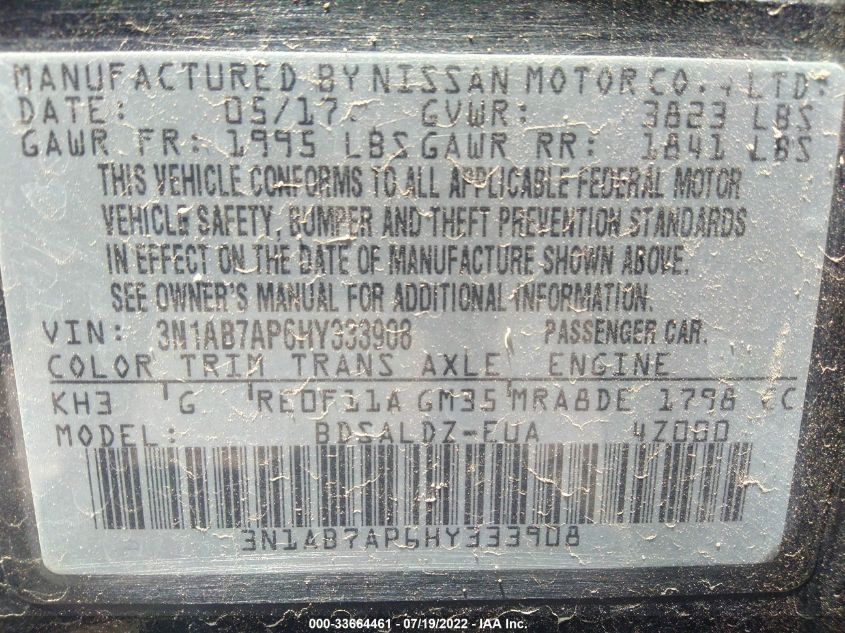 MANUFACTURED BY NISSAN MOTOR CO., LTD.
DATE: 05/17 GVWR: 3823 LBS
GAWR FR: 1995 LBS GAWR RR: 1841 LBS
THIS VEHICLE CONFORMS TO ALL APPLICABLE FEDERAL MOTOR
VEHICLE SAFETY, BUMPER AND THEFT PREVENTION STANDARDS
IN EFFECT ON THE DATE OF MANUFACTURE SHOWN ABOVE.
SEE OWNER'S MANUAL FOR ADDITIONAL INFORMATION.
VIN: 3N1AB7AP6HY333908 PASSENGER CAR.
COLOR TRIM TRANS AXLE ENGINE
KH3 G RE0F11A GM35 MRA8DE 1798 CC
MODEL: BDSALDZ-EUA
3N1AB7AP6HY333908
000-33664461 - 07/19/2022 - IAA Inc.